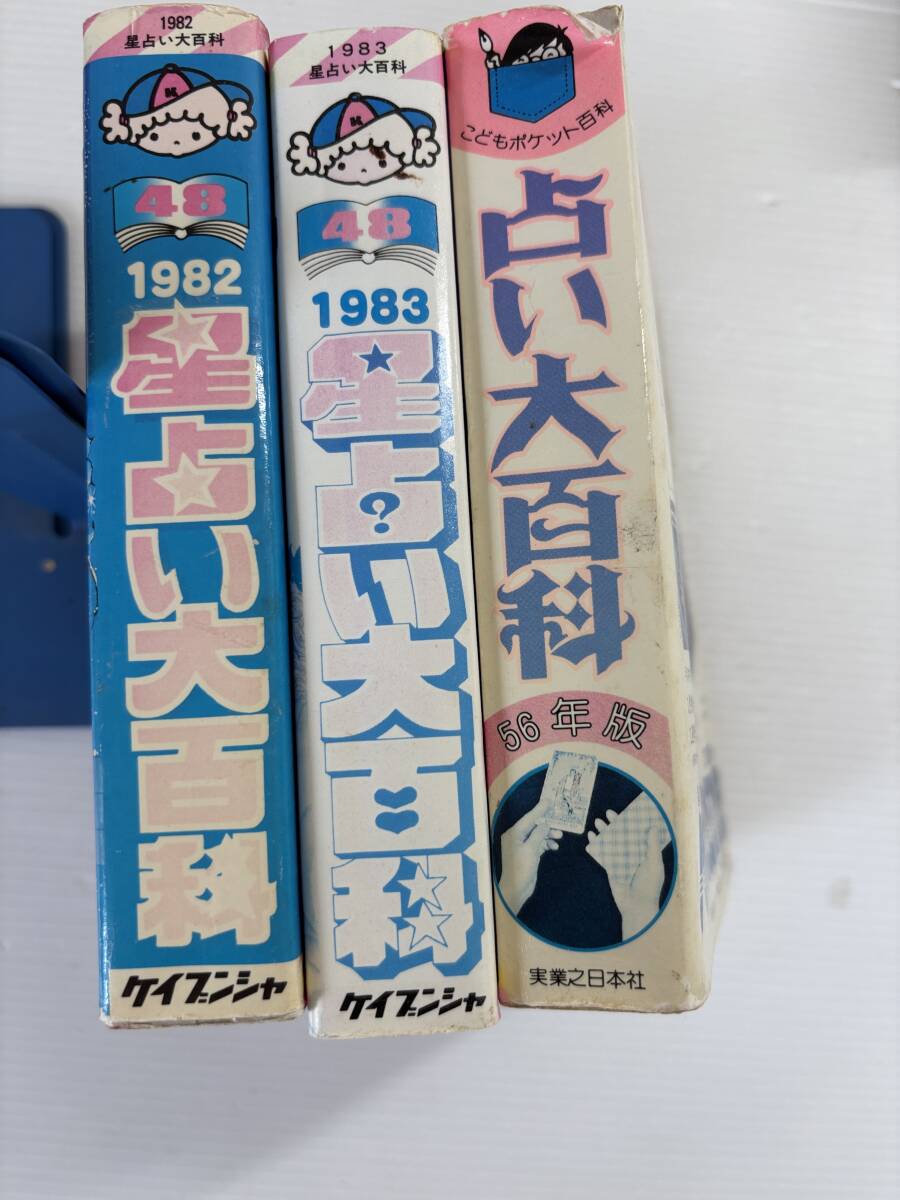 1982
星占い大百科
K
48
1982
星占い大百科
ケイブンシャ
1983
星占い大百科
K
48
1983
星占い大百科
ケイブンシャ
こどもポケット百科
占い大百科
56年版
実業之日本社